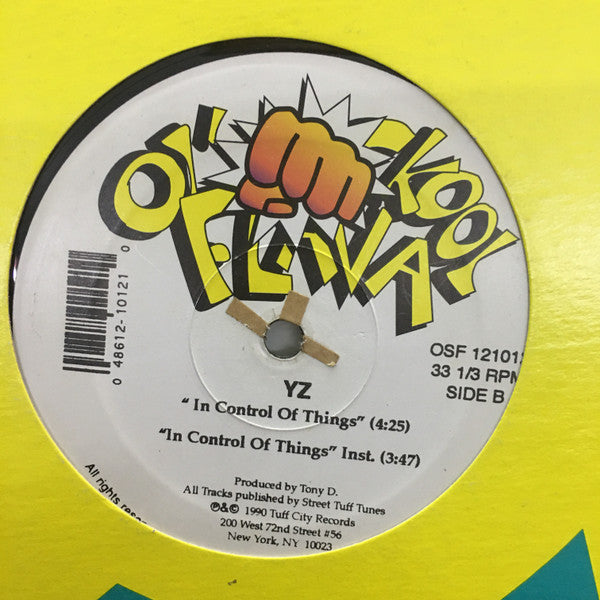 OL' SKOOL
FLAVA
0 48612-10121 0
OSF 12101
33 1/3 RPM
SIDE B
YZ
" In Control Of Things" (4:25)
"In Control Of Things" Inst. (3:47)
Produced by Tony D.
All Tracks published by Street Tuff Tunes
℗&© 1990 Tuff City Records
200 West 72nd Street #56
New York, NY 10023
All rights